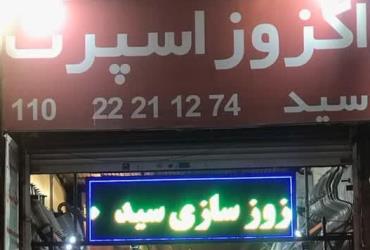 اگزوز اسپرت
سید 74 12 21 22 110
زوز سازی سید